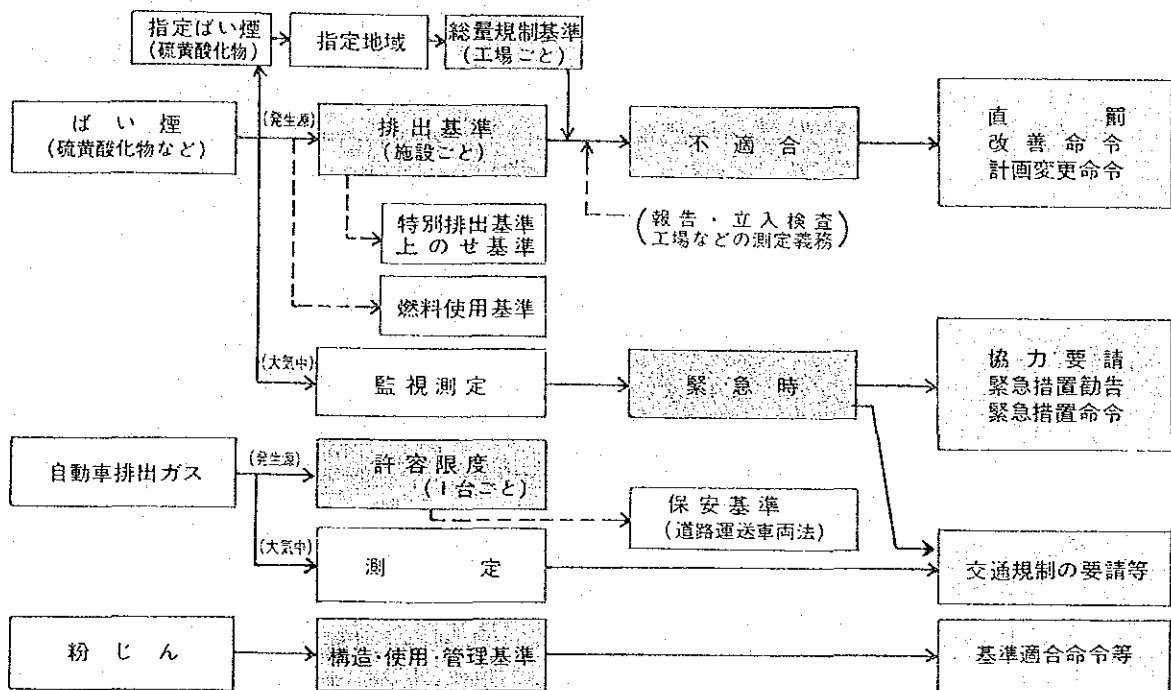 指定ばい煙
(硫黄酸化物)
指定地域
総量規制基準
(工場ごと)
ばい煙
(硫黄酸化物など)
(発生源)
排出基準
(施設ごと)
不適合
直罰
改善命令
計画変更命令
特別排出基準
上のせ基準
(報告・立入検査
工場などの測定義務)
燃料使用基準
(大気中)
監視測定
緊急時
協力要請
緊急措置勧告
緊急措置命令
自動車排出ガス
(発生源)
許容限度
(1台ごと)
保安基準
(道路運送車両法)
(大気中)
測定
交通規制の要請等
粉じん
構造・使用・管理基準
基準適合命令等